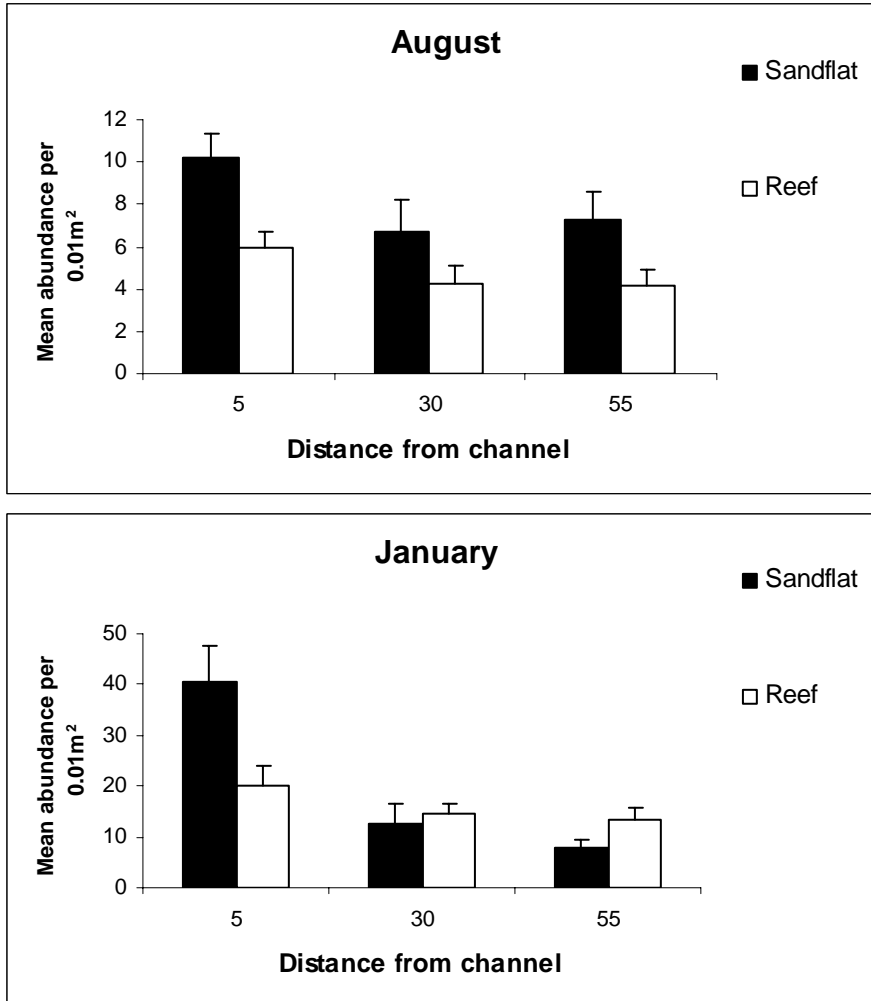 August
Sandflat
Reef
Mean abundance per
0.01m²
12
10
8
6
4
2
0
5 30 55
Distance from channel
January
Sandflat
Reef
Mean abundance per
0.01m²
50
40
30
20
10
0
5 30 55
Distance from channel